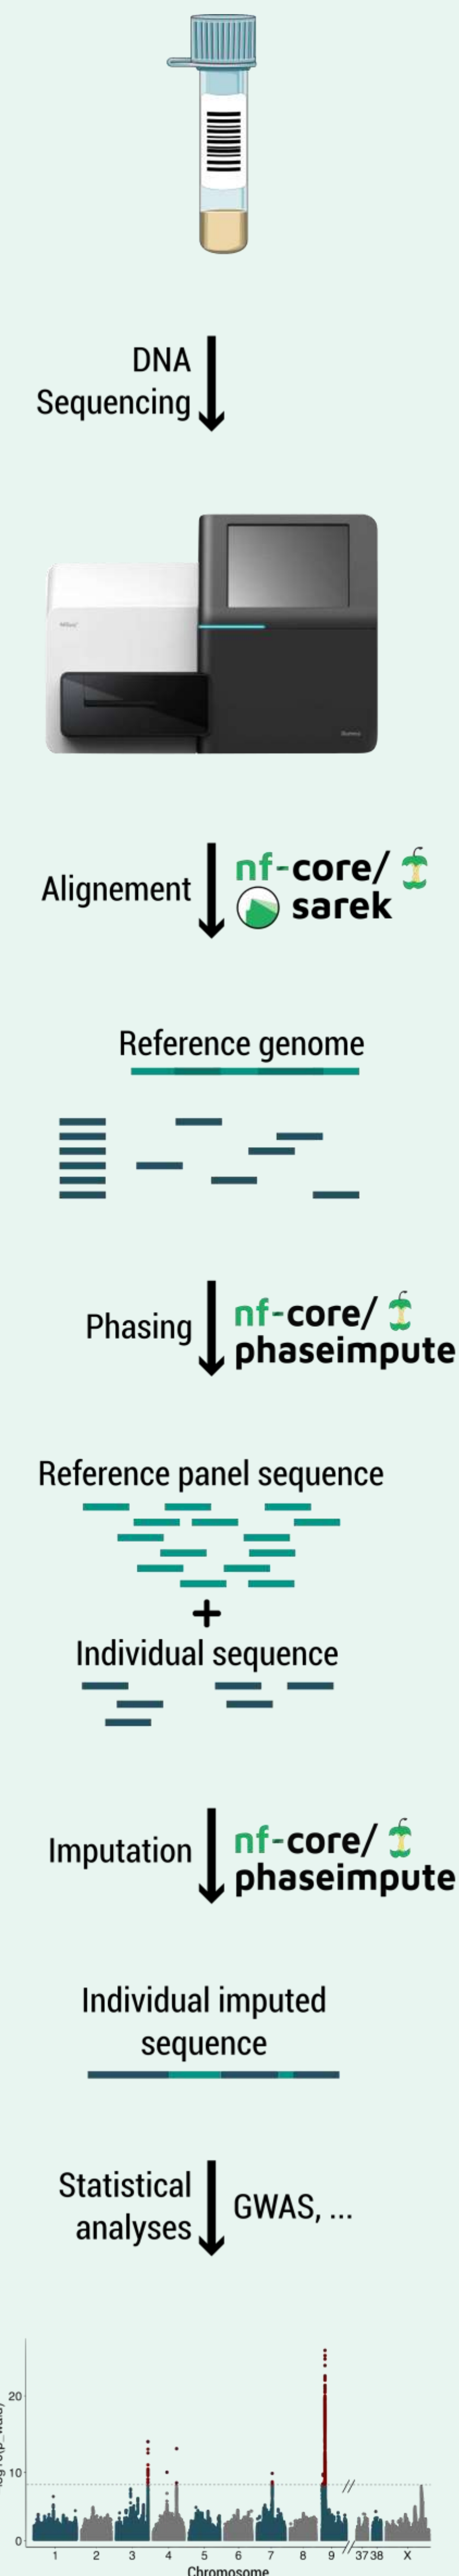 DNA
Sequencing
Alignement
nf-core/
sarek
Reference genome
Phasing
nf-core/
phaseimpute
Reference panel sequence
+
Individual sequence
Imputation
nf-core/
phaseimpute
Individual imputed
sequence
Statistical
analyses
GWAS, ...
20
10
0
1 2 3 4 5 6 7 8 9 // 37 38 X
Chromosome